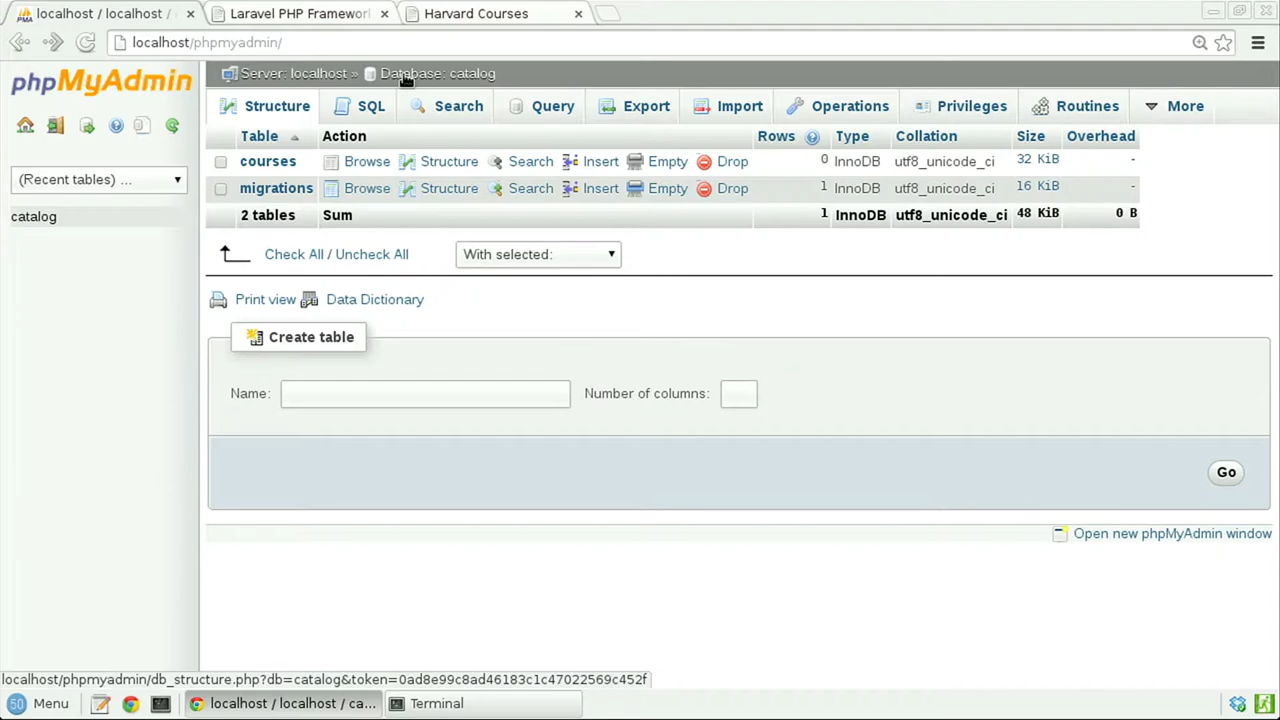 localhost / localhost / c
Laravel PHP Framework
Harvard Courses
localhost/phpmyadmin/
phpMyAdmin
(Recent tables) ...
catalog
Server: localhost » Database: catalog
Structure SQL Search Query Export Import Operations Privileges Routines More
Table Action Rows Type Collation Size Overhead
courses Browse Structure Search Insert Empty Drop 0 InnoDB utf8_unicode_ci 32 KiB -
migrations Browse Structure Search Insert Empty Drop 1 InnoDB utf8_unicode_ci 16 KiB -
2 tables Sum 1 InnoDB utf8_unicode_ci 48 KiB 0 B
Check All / Uncheck All With selected:
Print view Data Dictionary
Create table
Name: Number of columns:
Go
Open new phpMyAdmin window
localhost/phpmyadmin/db_structure.php?db=catalog&token=0ad8e99c8ad46183c1c47022569c452f
50 Menu localhost / localhost / ca... Terminal